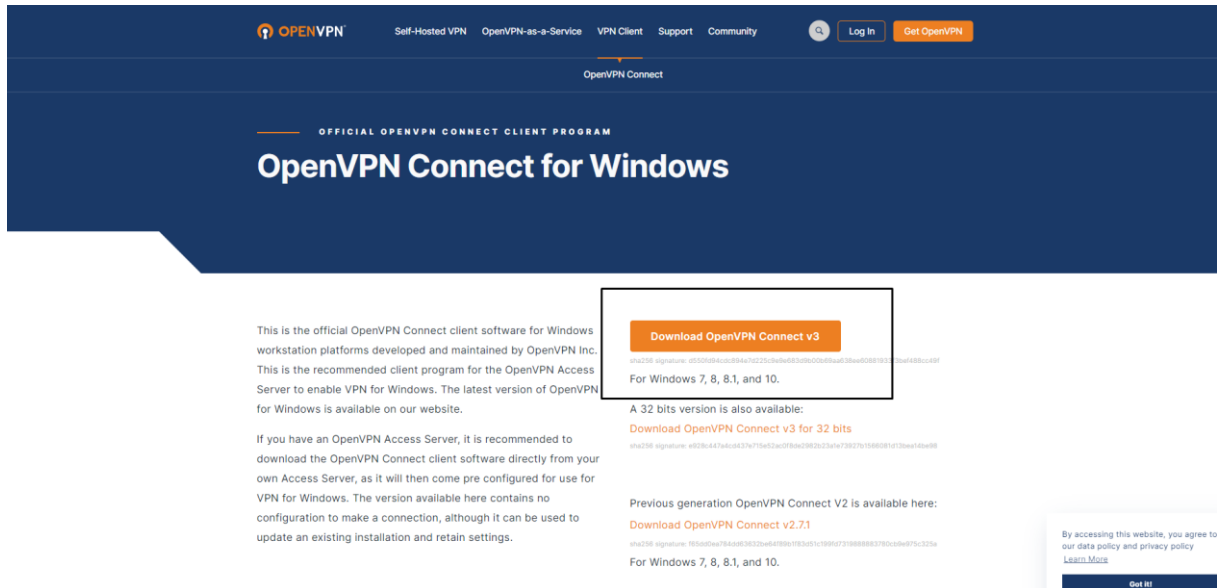 OPENVPN
Self-Hosted VPN OpenVPN-as-a-Service VPN Client Support Community Log In Get OpenVPN
OpenVPN Connect
OFFICIAL OPENVPN CONNECT CLIENT PROGRAM
OpenVPN Connect for Windows
This is the official OpenVPN Connect client software for Windows
workstation platforms developed and maintained by OpenVPN Inc.
This is the recommended client program for the OpenVPN Access
Server to enable VPN for Windows. The latest version of OpenVPN
for Windows is available on our website.
If you have an OpenVPN Access Server, it is recommended to
download the OpenVPN Connect client software directly from your
own Access Server, as it will then come pre configured for use for
VPN for Windows. The version available here contains no
configuration to make a connection, although it can be used to
update an existing installation and retain settings.
Download OpenVPN Connect v3
sha256 signature:
For Windows 7, 8, 8.1, and 10.
A 32 bits version is also available:
Download OpenVPN Connect v3 for 32 bits
sha256 signature:
Previous generation OpenVPN Connect V2 is available here:
Download OpenVPN Connect v2.7.1
sha256 signature:
For Windows 7, 8, 8.1, and 10.
By accessing this website, you agree to
our data policy and privacy policy
Learn More
Got it!